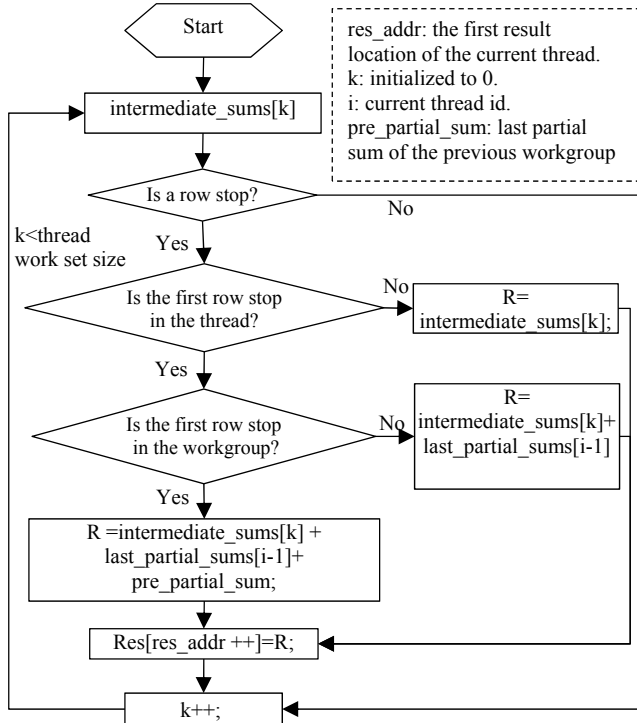 Start
res_addr: the first result
location of the current thread.
k: initialized to 0.
i: current thread id.
pre_partial_sum: last partial
sum of the previous workgroup
intermediate_sums[k]
Is a row stop?
No
k<thread
work set size
Yes
Is the first row stop
in the thread?
No
R=
intermediate_sums[k];
Yes
Is the first row stop
in the workgroup?
No
R=
intermediate_sums[k]+
last_partial_sums[i-1]
Yes
R =intermediate_sums[k] +
last_partial_sums[i-1]+
pre_partial_sum;
Res[res_addr ++]=R;
k++;